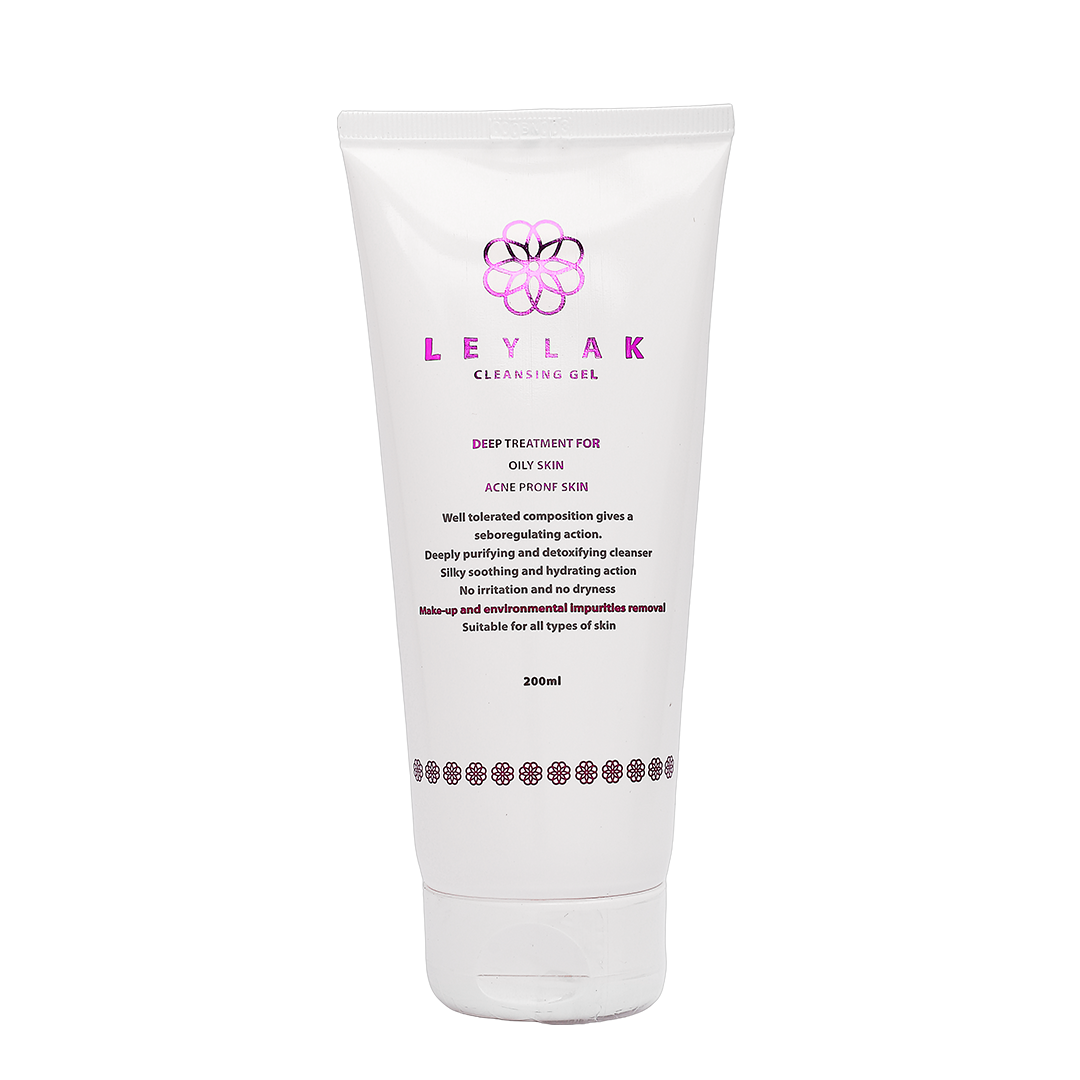 LEYLAK
CLEANSING GEL
DEEP TREATMENT FOR
OILY SKIN
ACNE PRONF SKIN
Well tolerated composition gives a
seboregulating action.
Deeply purifying and detoxifying cleanser
Silky soothing and hydrating action
No irritation and no dryness
Make-up and environmental impurities removal
Suitable for all types of skin
200ml